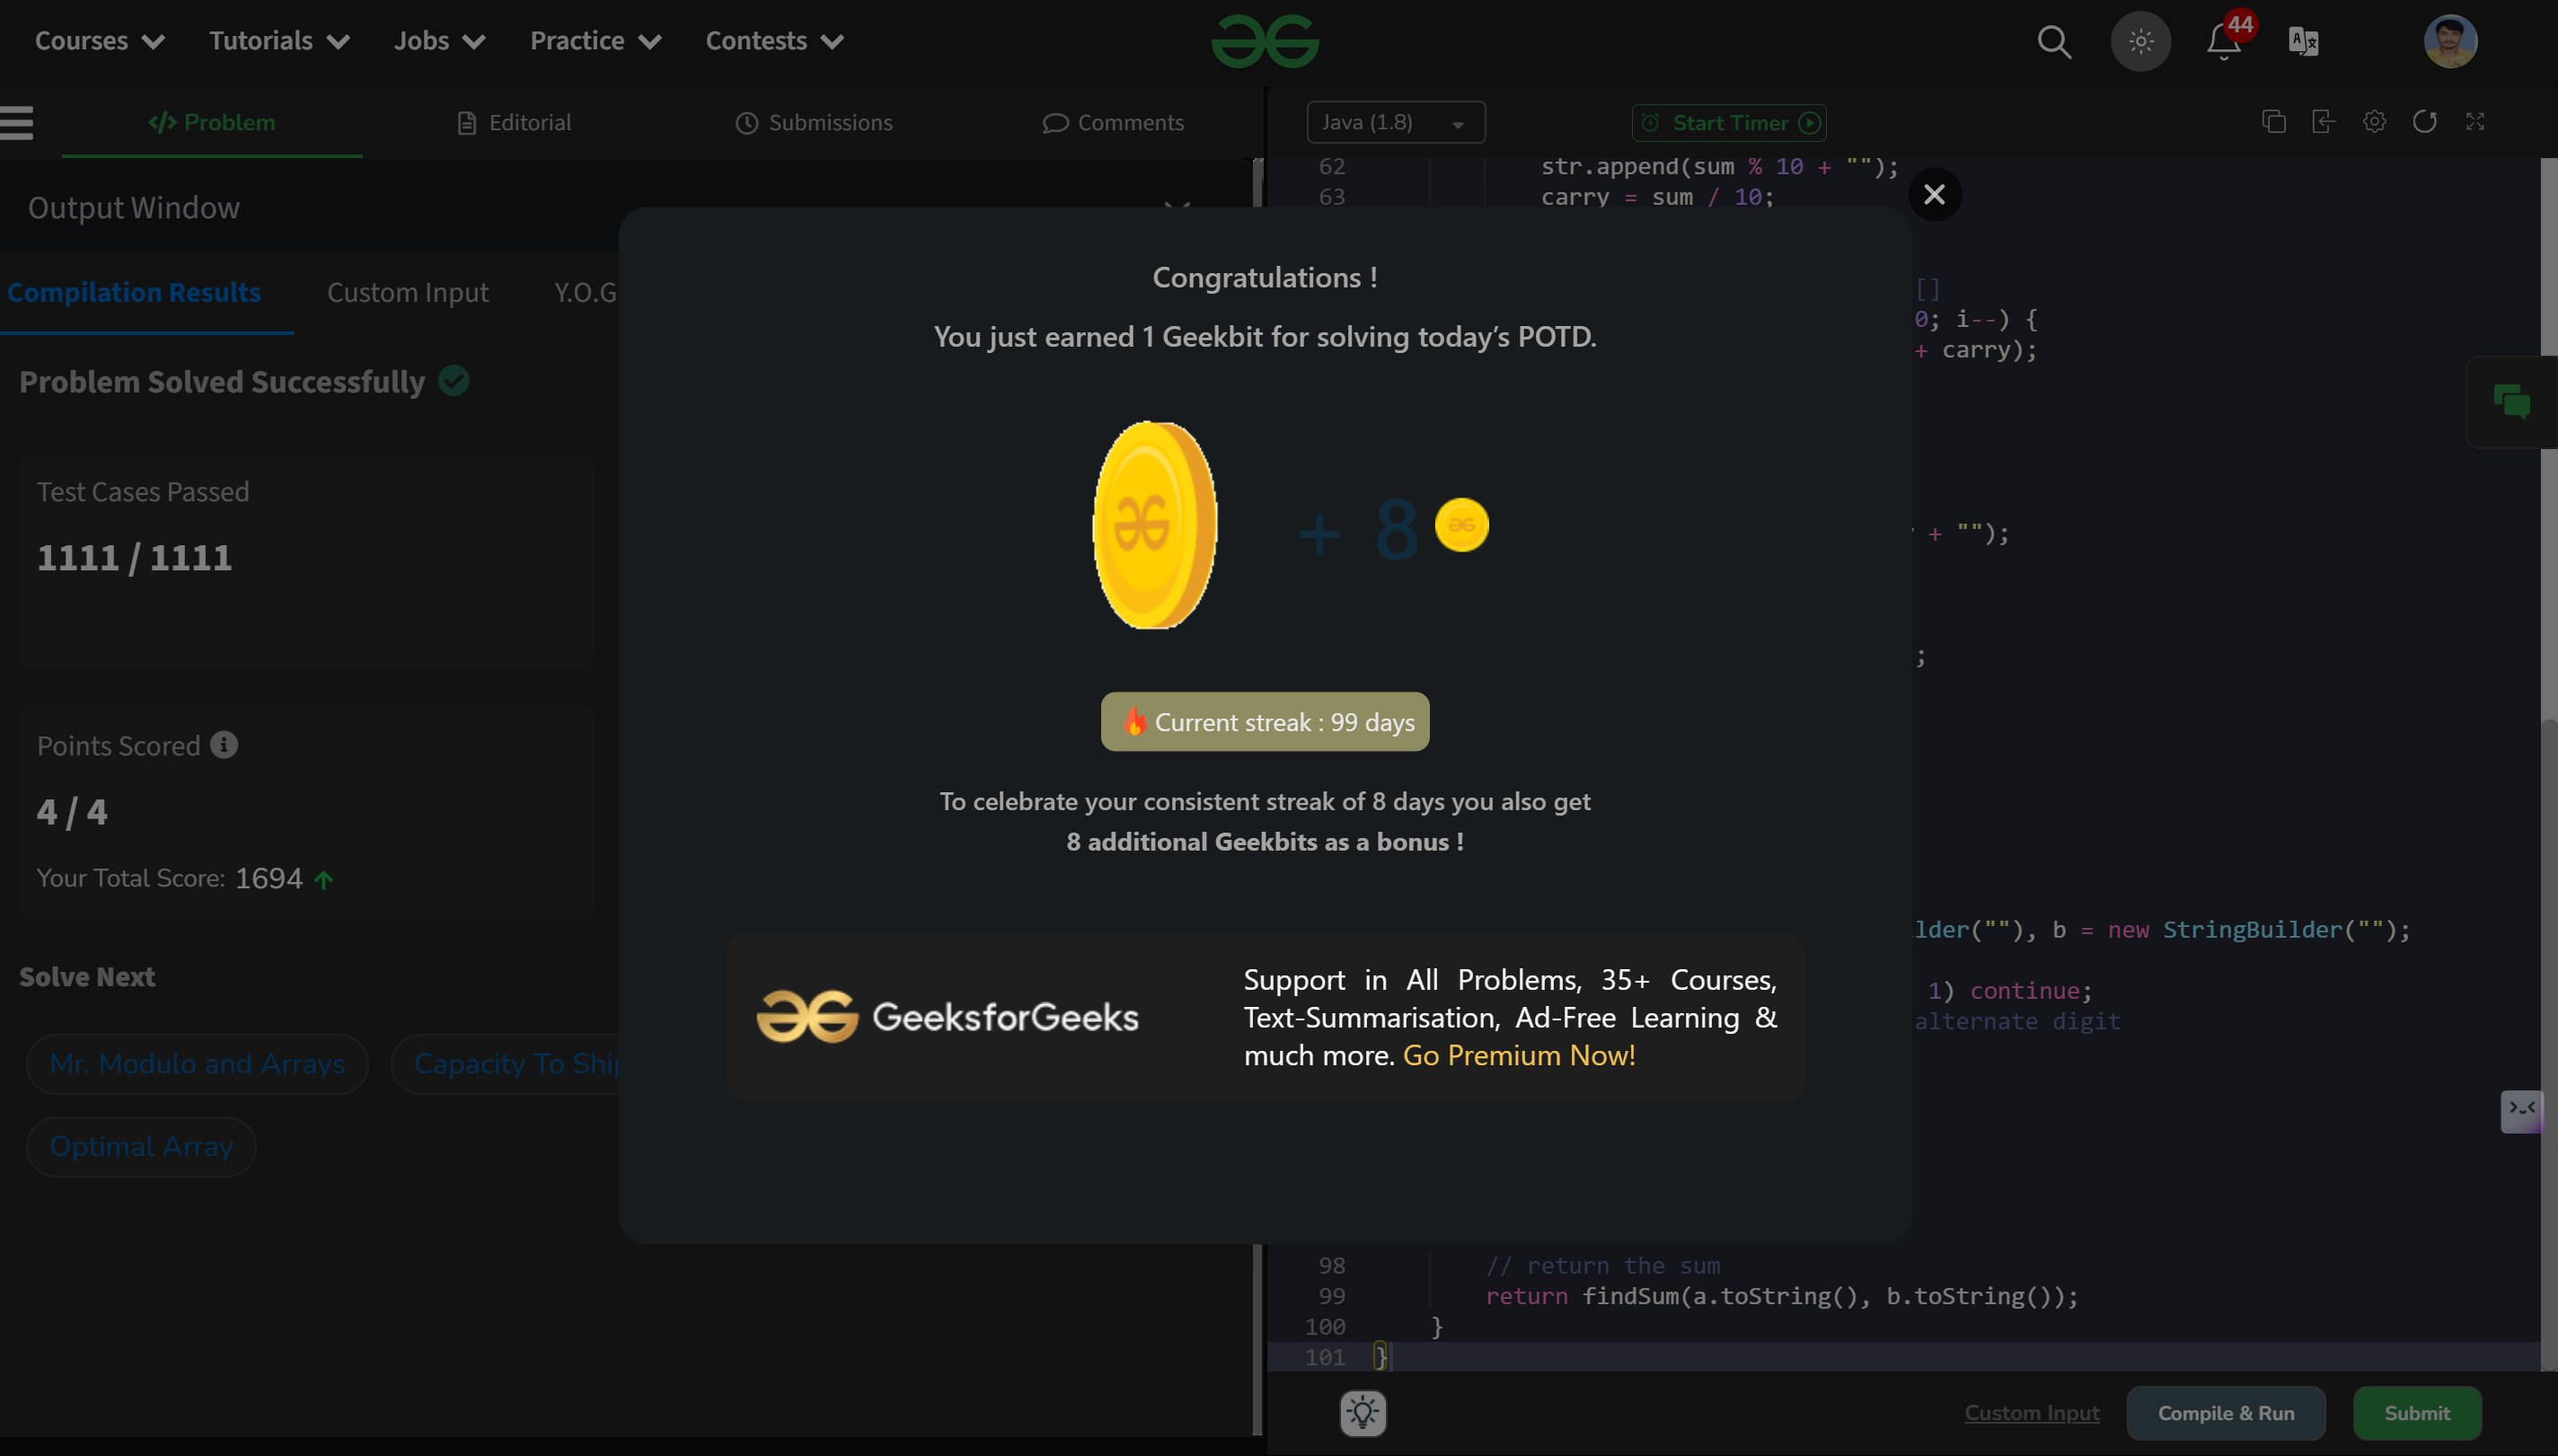 Courses Tutorials Jobs Practice Contests
44
Problem Editorial Submissions Comments
Java (1.8) Start Timer
Output Window
Compilation Results Custom Input Y.O.G
Problem Solved Successfully
Test Cases Passed
1111 / 1111
Points Scored
4 / 4
Your Total Score: 1694
Solve Next
Mr. Modulo and Arrays
Capacity To Ship
Optimal Array
Congratulations !
You just earned 1 Geekbit for solving today’s POTD.
+ 8
🔥 Current streak : 99 days
To celebrate your consistent streak of 8 days you also get
8 additional Geekbits as a bonus !
GeeksforGeeks
Support in All Problems, 35+ Courses,
Text-Summarisation, Ad-Free Learning &
much more. Go Premium Now!
62 str.append(sum % 10 + "");
63 carry = sum / 10;
[]
0; i--) {
+ carry);
+ "");
;
lder(""), b = new StringBuilder("");
1) continue;
alternate digit
98 // return the sum
99 return findSum(a.toString(), b.toString());
100 }
101 }
Custom Input Compile & Run Submit